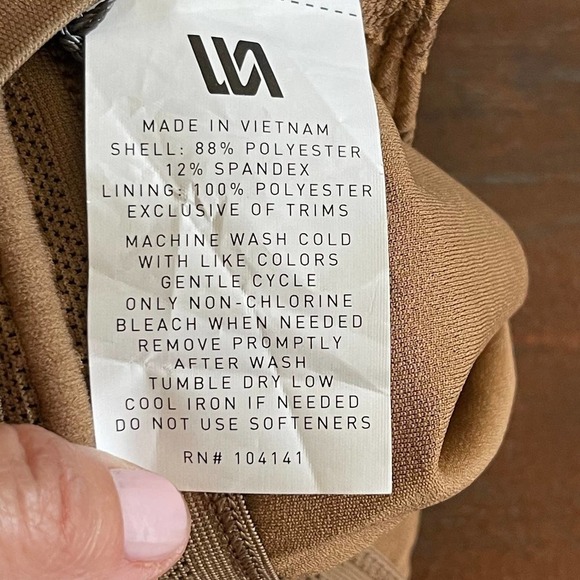 MADE IN VIETNAM
SHELL: 88% POLYESTER
12% SPANDEX
LINING: 100% POLYESTER
EXCLUSIVE OF TRIMS
MACHINE WASH COLD
WITH LIKE COLORS
GENTLE CYCLE
ONLY NON-CHLORINE
BLEACH WHEN NEEDED
REMOVE PROMPTLY
AFTER WASH
TUMBLE DRY LOW
COOL IRON IF NEEDED
DO NOT USE SOFTENERS
RN# 104141